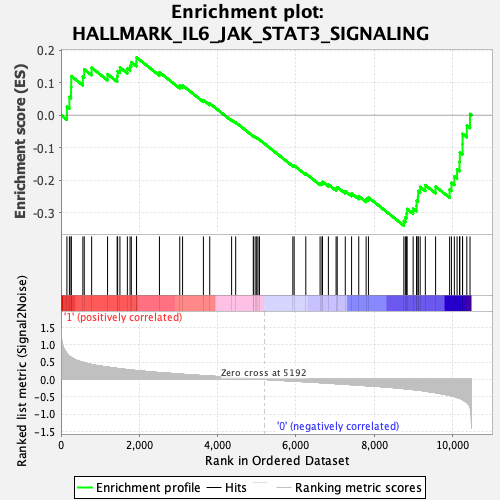 Enrichment plot:
HALLMARK_IL6_JAK_STAT3_SIGNALING
Enrichment score (ES)
0.2
0.1
0.0
-0.1
-0.2
-0.3
'1' (positively correlated)
Ranked list metric (Signal2Noise)
1.5
1.0
0.5
0.0
-0.5
-1.0
-1.5
Zero cross at 5192
'0' (negatively correlated)
0
2,000
4,000
6,000
8,000
10,000
Rank in Ordered Dataset
Enrichment profile
Hits
Ranking metric scores